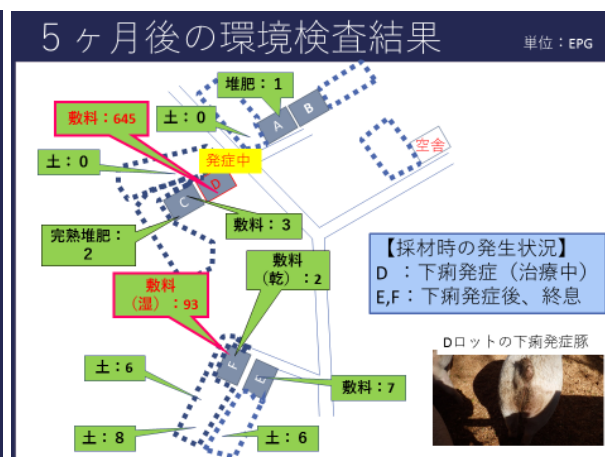 5ヶ月後の環境検査結果
単位：EPG
堆肥：1
敷料：645
土：0
A
B
土：0
発症中
D
C
空舎
完熟堆肥：
2
敷料：3
【採材時の発生状況】
D ：下痢発症（治療中）
E,F：下痢発症後、終息
敷料
（乾）：2
敷料
（湿）：93
Dロットの下痢発症豚
F
E
土：6
敷料：7
土：8
土：6